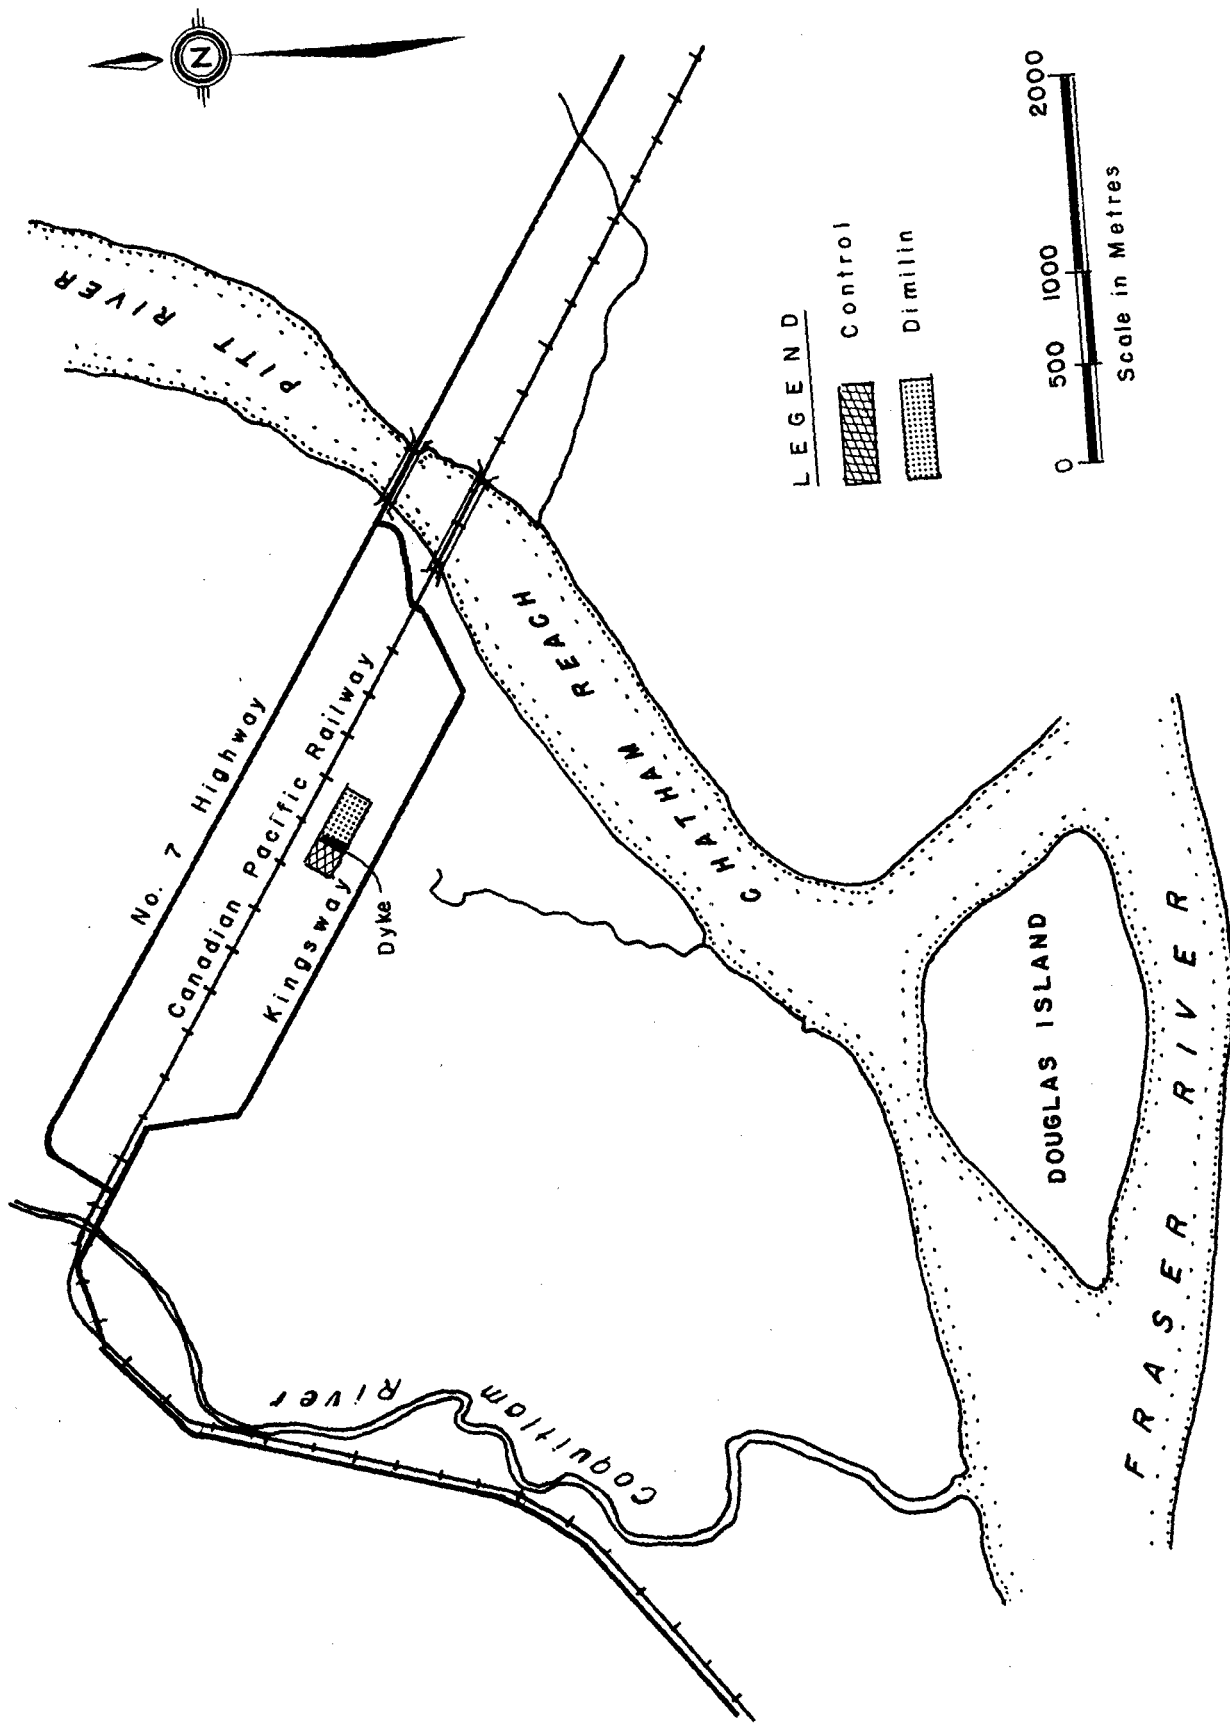 N
PITT RIVER
No. 7 Highway
Canadian Pacific Railway
Kingsway
Dyke
CHATHAM REACH
Coquitlam River
DOUGLAS ISLAND
FRASER RIVER
LEGEND
Control
Dimilin
0 500 1000 2000
Scale in Metres